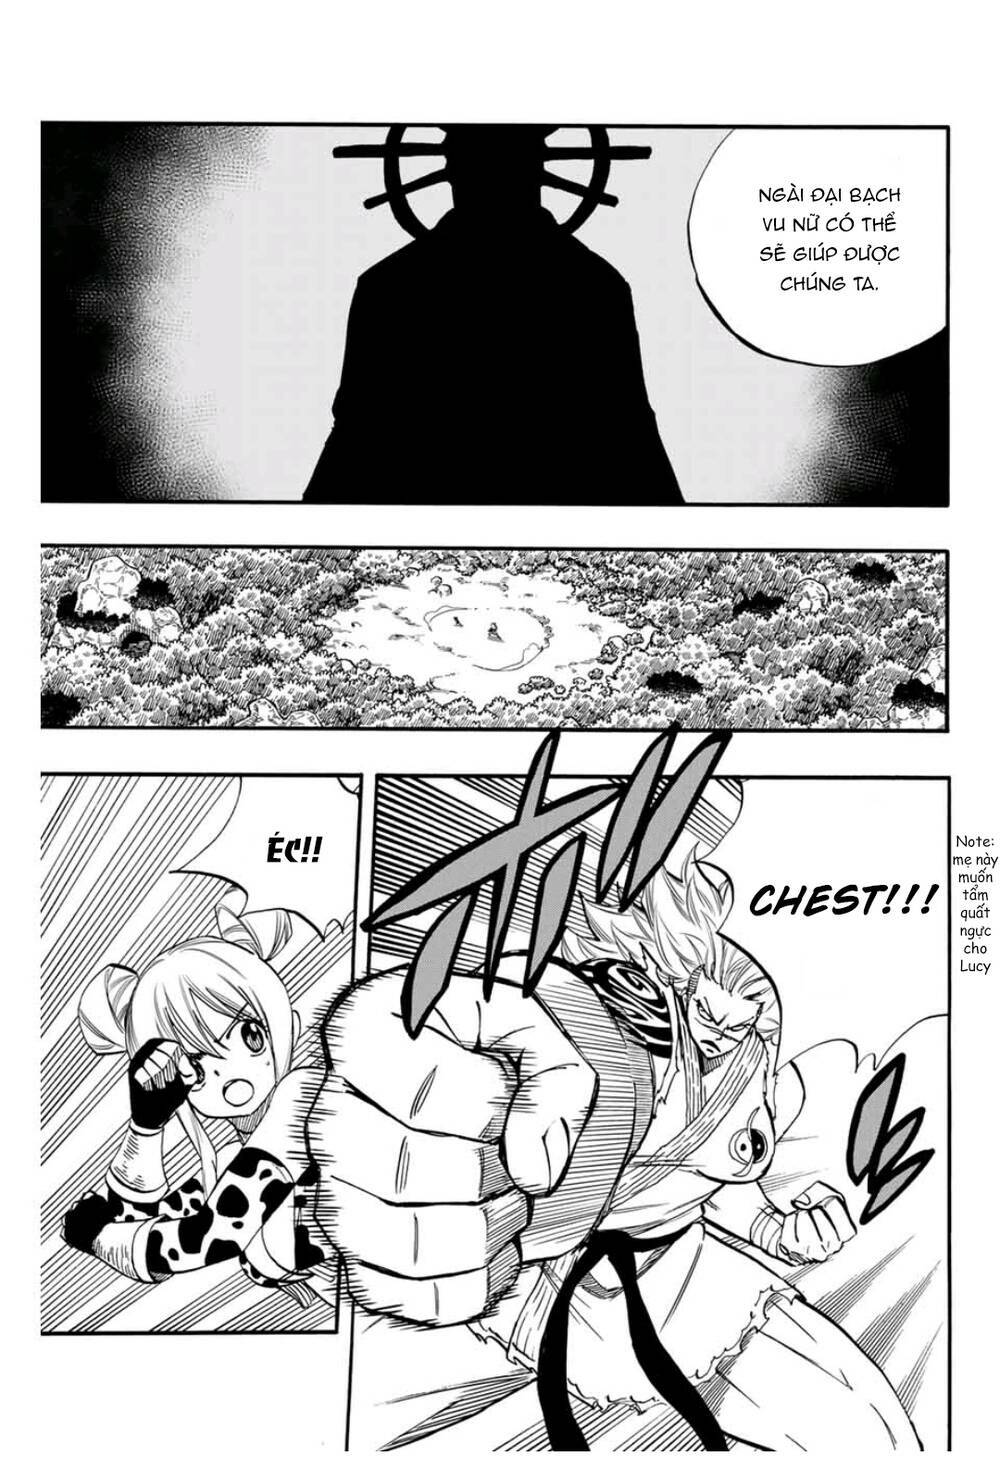 NGÀI ĐẠI BẠCH
VU NỮ CÓ THỂ
SẼ GIÚP ĐƯỢC
CHÚNG TA.
CHEST!!!
Note:
mẹ này
muốn
tẩm
quất
ngực
cho
Lucy
ÉC!!